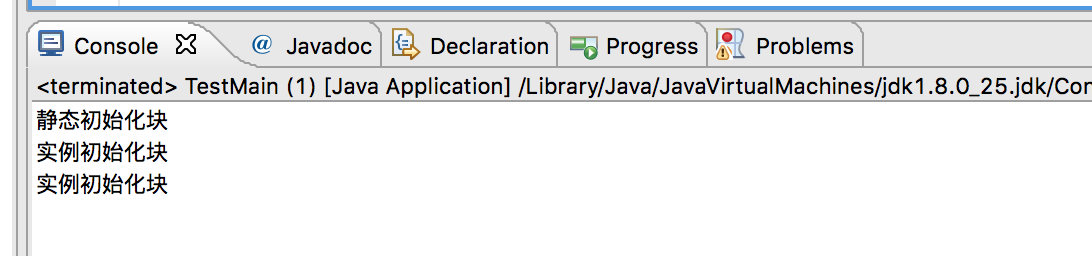 Console Javadoc Declaration Progress Problems
<terminated> TestMain (1) [Java Application] /Library/Java/JavaVirtualMachines/jdk1.8.0_25.jdk/Con
静态初始化块
实例初始化块
实例初始化块